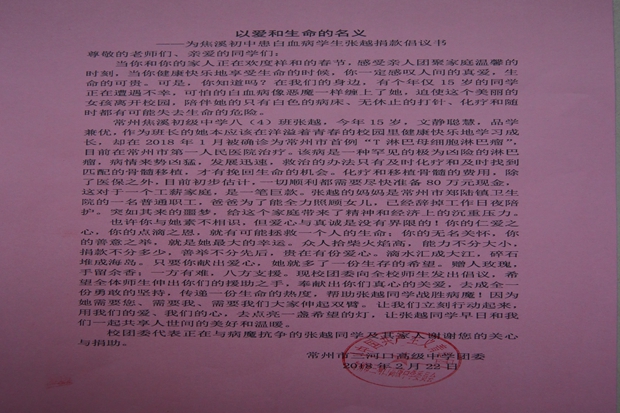 以爱和生命的名义
——为焦溪初中患白血病学生张越捐款倡议书
尊敬的老师们、亲爱的同学们：
当你和你的家人正在欢度祥和的春节，感受亲人团聚家庭温馨的
时刻，当你健康快乐地享受生命的时候，你一定感叹人间的真爱，生
命的可贵。可是，你知道吗？在我们的身边，有个年仅 15 岁的同学
正在遭遇不幸，可怕的白血病像恶魔一样缠上了她，迫使这个美丽的
女孩离开校园，陪伴她的只有白色的病床、无休止的打针、化疗和随
时都有可能失去生命的危险。
常州焦溪初级中学八（4）班张越，今年 15 岁，文静聪慧，品学
兼优，作为班长的她本应该在洋溢着青春的校园里健康快乐地学习成
长，却在 2018 年 1 月被确诊为常州市首例“T 淋巴母细胞淋巴瘤”，
目前在常州市第一人民医院治疗。该病是一种罕见的极为凶险的淋巴
瘤，病情来势凶猛，发展迅速，救治的办法只有及时化疗和及时找到
匹配的骨髓移植，才有挽回生命的机会。化疗和移植骨髓的费用，除
了医保之外，目前初步估计，一切顺利都需要尽快准备 80 万元现金，
这对于一个工薪家庭，是一笔巨款。张越的妈妈是常州市郑陆镇卫生
院的一名普通职工，爸爸为了能全力照顾女儿，已经辞掉工作日夜陪
护。突如其来的噩梦，给这个家庭带来了精神和经济上的沉重压力。
也许你与她素不相识，但爱心与真诚是没有界限的！你的仁爱之
心，你的点滴之恩，就有可能拯救一个人的生命；你的无名关怀，你
的善意之举，就是她最大的幸运。众人拾柴火焰高，能力不分大小，
捐款不分多少，善举不分先后，贵在有份爱心。滴水汇成大江，碎石
堆成海岛。只要你献出爱心，她就多了一份生存的希望。赠人玫瑰，
手留余香；一方有难，八方支援。现校团委向全校师生发出倡议，希
望全体师生伸出你们的援助之手，奉献出你们真心的关爱，去成全一
份勇敢的坚持，传递一份生命的热度，帮助张越同学战胜病魔！因为
她需要您、需要我、需要我们大家伸起双臂。让我们立刻行动起来，
用我们的爱、我们的心，去点亮一盏希望的灯，让张越同学早日和我
们一起共享人世间的美好和温暖。
校团委代表正在与病魔抗争的张越同学及其家人谢谢您的关心
与捐助。
常州市三河口高级中学团委
2018 年 2 月 22 日